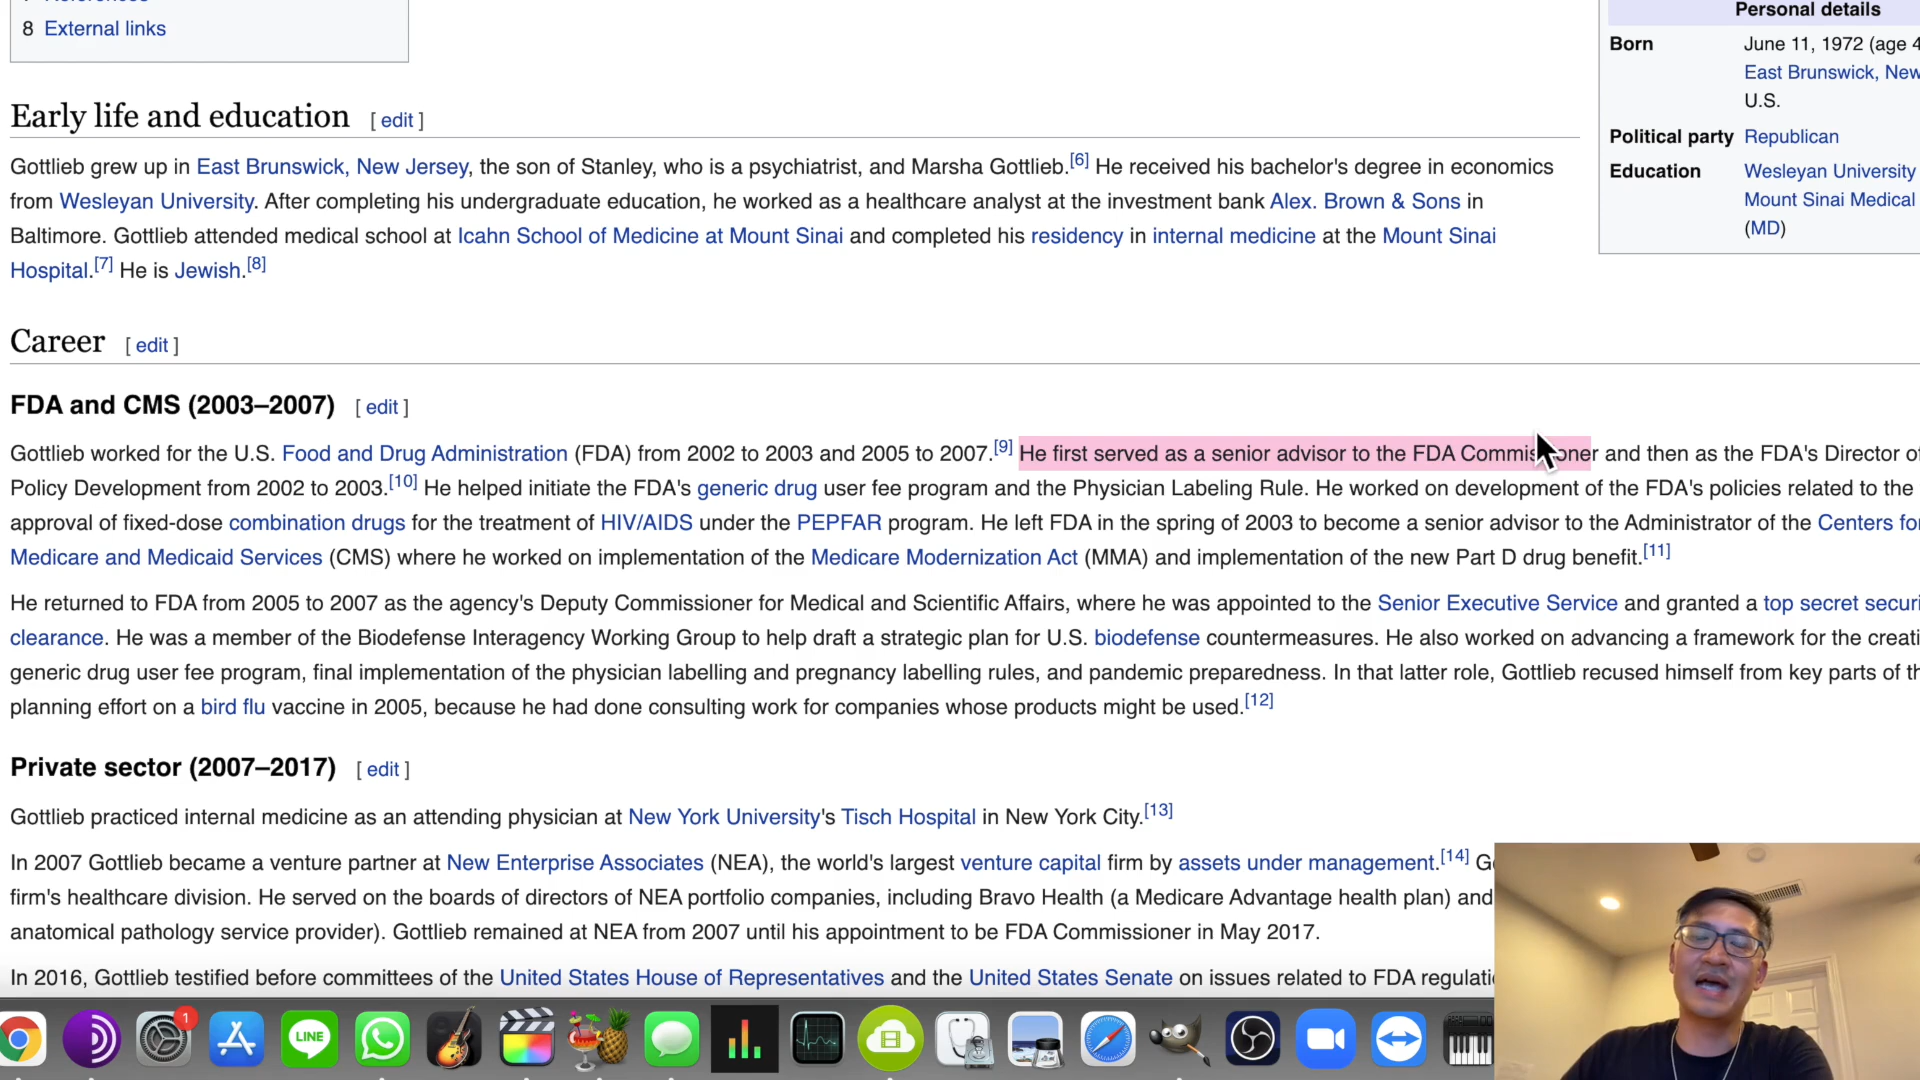 References
8 External links
Personal details
Born June 11, 1972 (age 4
East Brunswick, New
U.S.
Political party Republican
Education Wesleyan University
Mount Sinai Medical
(MD)
Early life and education [ edit ]
Gottlieb grew up in East Brunswick, New Jersey, the son of Stanley, who is a psychiatrist, and Marsha Gottlieb.[6] He received his bachelor's degree in economics
from Wesleyan University. After completing his undergraduate education, he worked as a healthcare analyst at the investment bank Alex. Brown & Sons in
Baltimore. Gottlieb attended medical school at Icahn School of Medicine at Mount Sinai and completed his residency in internal medicine at the Mount Sinai
Hospital.[7] He is Jewish.[8]
Career [ edit ]
FDA and CMS (2003–2007) [ edit ]
Gottlieb worked for the U.S. Food and Drug Administration (FDA) from 2002 to 2003 and 2005 to 2007.[9] He first served as a senior advisor to the FDA Commissioner and then as the FDA's Director of
Policy Development from 2002 to 2003.[10] He helped initiate the FDA's generic drug user fee program and the Physician Labeling Rule. He worked on development of the FDA's policies related to the
approval of fixed-dose combination drugs for the treatment of HIV/AIDS under the PEPFAR program. He left FDA in the spring of 2003 to become a senior advisor to the Administrator of the Centers for
Medicare and Medicaid Services (CMS) where he worked on implementation of the Medicare Modernization Act (MMA) and implementation of the new Part D drug benefit.[11]
He returned to FDA from 2005 to 2007 as the agency's Deputy Commissioner for Medical and Scientific Affairs, where he was appointed to the Senior Executive Service and granted a top secret securi
clearance. He was a member of the Biodefense Interagency Working Group to help draft a strategic plan for U.S. biodefense countermeasures. He also worked on advancing a framework for the creati
generic drug user fee program, final implementation of the physician labelling and pregnancy labelling rules, and pandemic preparedness. In that latter role, Gottlieb recused himself from key parts of th
planning effort on a bird flu vaccine in 2005, because he had done consulting work for companies whose products might be used.[12]
Private sector (2007–2017) [ edit ]
Gottlieb practiced internal medicine as an attending physician at New York University's Tisch Hospital in New York City.[13]
In 2007 Gottlieb became a venture partner at New Enterprise Associates (NEA), the world's largest venture capital firm by assets under management.[14] Go
firm's healthcare division. He served on the boards of directors of NEA portfolio companies, including Bravo Health (a Medicare Advantage health plan) and
anatomical pathology service provider). Gottlieb remained at NEA from 2007 until his appointment to be FDA Commissioner in May 2017.
In 2016, Gottlieb testified before committees of the United States House of Representatives and the United States Senate on issues related to FDA regulati
1
LINE